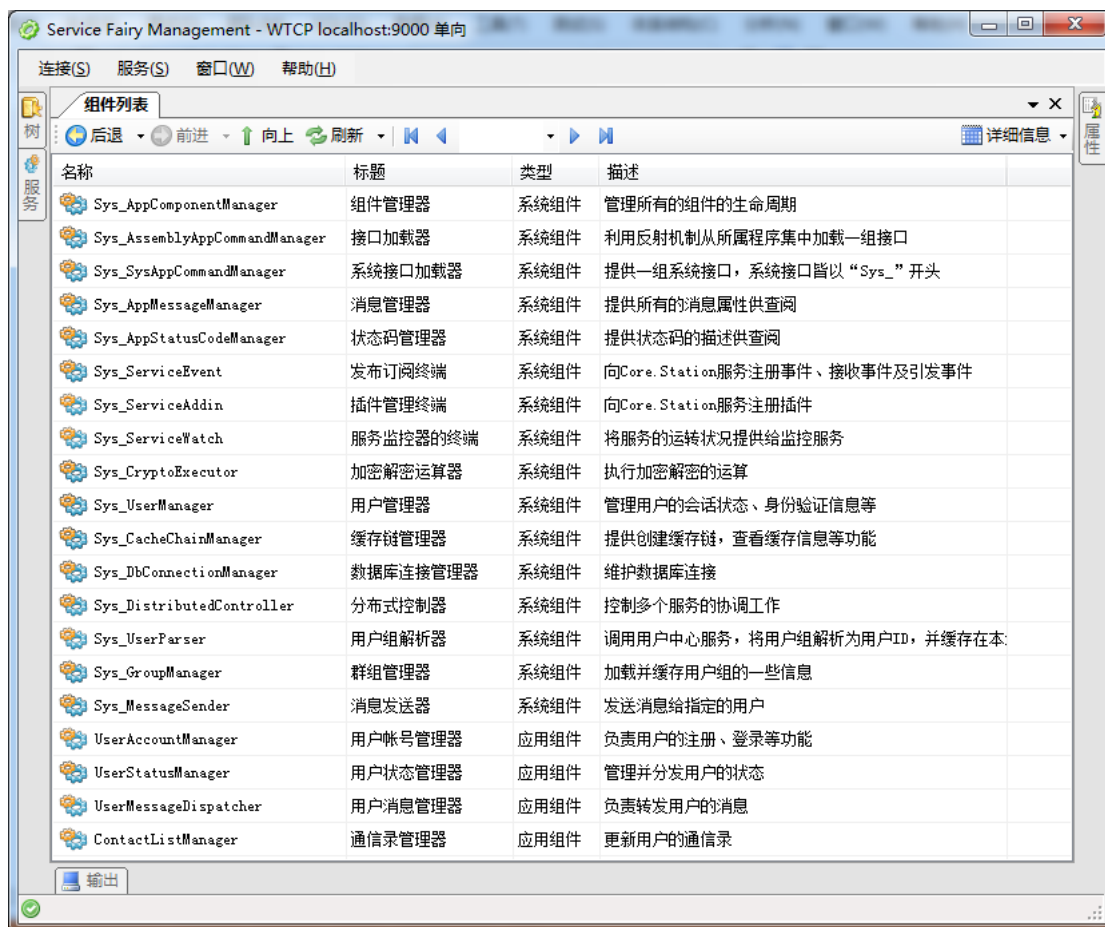 Service Fairy Management - WTCP localhost:9000 单向
连接(S) 服务(S) 窗口(W) 帮助(H)
树
服务
组件列表
属性
后退 前进 向上 刷新 详细信息
名称 标题 类型 描述
Sys_AppComponentManager 组件管理器 系统组件 管理所有的组件的生命周期
Sys_AssemblyAppCommandManager 接口加载器 系统组件 利用反射机制从所属程序集中加载一组接口
Sys_SysAppCommandManager 系统接口加载器 系统组件 提供一组系统接口，系统接口皆以“Sys_”开头
Sys_AppMessageManager 消息管理器 系统组件 提供所有的消息属性供查阅
Sys_AppStatusCodeManager 状态码管理器 系统组件 提供状态码的描述供查阅
Sys_ServiceEvent 发布订阅终端 系统组件 向Core.Station服务注册事件、接收事件及引发事件
Sys_ServiceAddin 插件管理终端 系统组件 向Core.Station服务注册插件
Sys_ServiceWatch 服务监控器的终端 系统组件 将服务的运转状况提供给监控服务
Sys_CryptoExecutor 加密解密运算器 系统组件 执行加密解密的运算
Sys_UserManager 用户管理器 系统组件 管理用户的会话状态、身份验证信息等
Sys_CacheChainManager 缓存链管理器 系统组件 提供创建缓存链，查看缓存信息等功能
Sys_DbConnectionManager 数据库连接管理器 系统组件 维护数据库连接
Sys_DistributedController 分布式控制器 系统组件 控制多个服务的协调工作
Sys_UserParser 用户组解析器 系统组件 调用用户中心服务，将用户组解析为用户ID，并缓存在本
Sys_GroupManager 群组管理器 系统组件 加载并缓存用户组的一些信息
Sys_MessageSender 消息发送器 系统组件 发送消息给指定的用户
UserAccountManager 用户帐号管理器 应用组件 负责用户的注册、登录等功能
UserStatusManager 用户状态管理器 应用组件 管理并分发用户的状态
UserMessageDispatcher 用户消息管理器 应用组件 负责转发用户的消息
ContactListManager 通信录管理器 应用组件 更新用户的通信录
输出